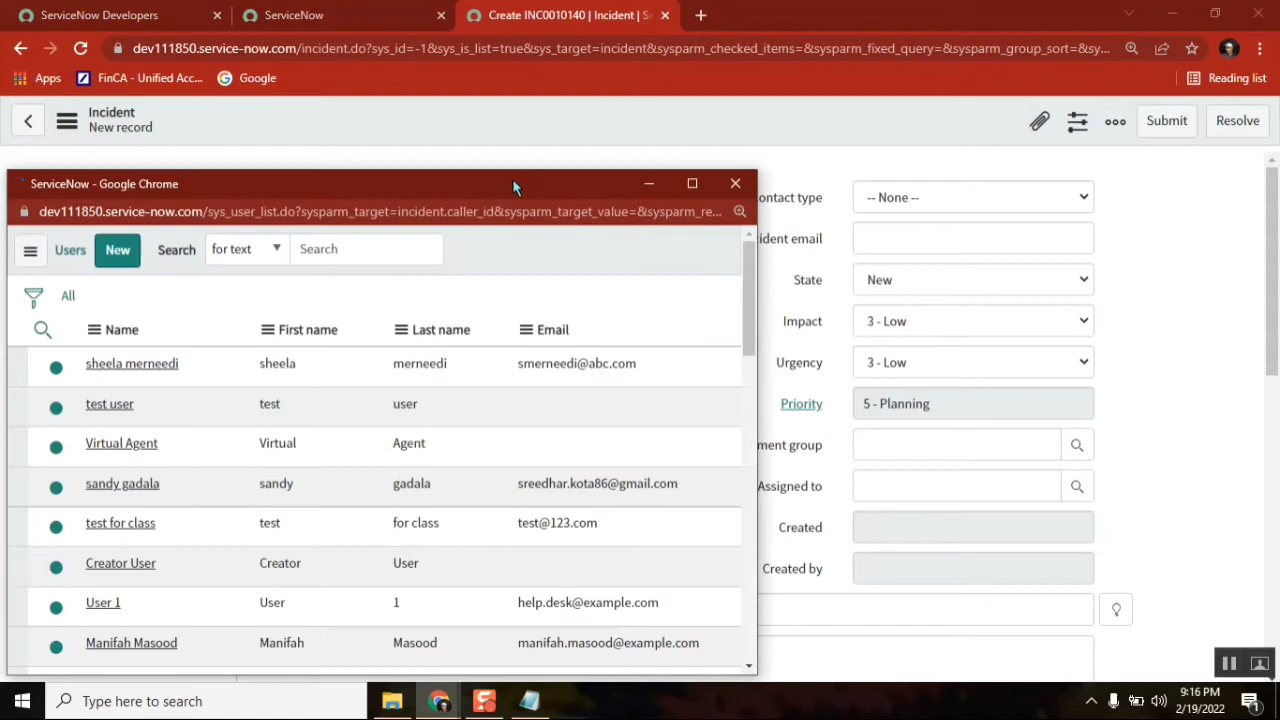 ServiceNow Developers
ServiceNow
Create INC0010140 | Incident | S
dev111850.service-now.com/incident.do?sys_id=-1&sys_is_list=true&sys_target=incident&sysparm_checked_items=&sysparm_fixed_query=&sysparm_group_sort=&sy...
Apps
FinCA - Unified Acc...
Google
Reading list
Incident
New record
Submit
Resolve
ServiceNow - Google Chrome
dev111850.service-now.com/sys_user_list.do?sysparm_target=incident.caller_id&sysparm_target_value=&sysparm_re...
Users
New
Search
for text
Search
All
Name
First name
Last name
Email
sheela merneedi
sheela
merneedi
smerneedi@abc.com
test user
test
user
Virtual Agent
Virtual
Agent
sandy gadala
sandy
gadala
sreedhar.kota86@gmail.com
test for class
test
for class
test@123.com
Creator User
Creator
User
User 1
User
1
help.desk@example.com
Manifah Masood
Manifah
Masood
manifah.masood@example.com
ontact type
-- None --
cident email
State
New
Impact
3 - Low
Urgency
3 - Low
Priority
5 - Planning
ment group
Assigned to
Created
Created by
Type here to search
9:16 PM
2/19/2022
1